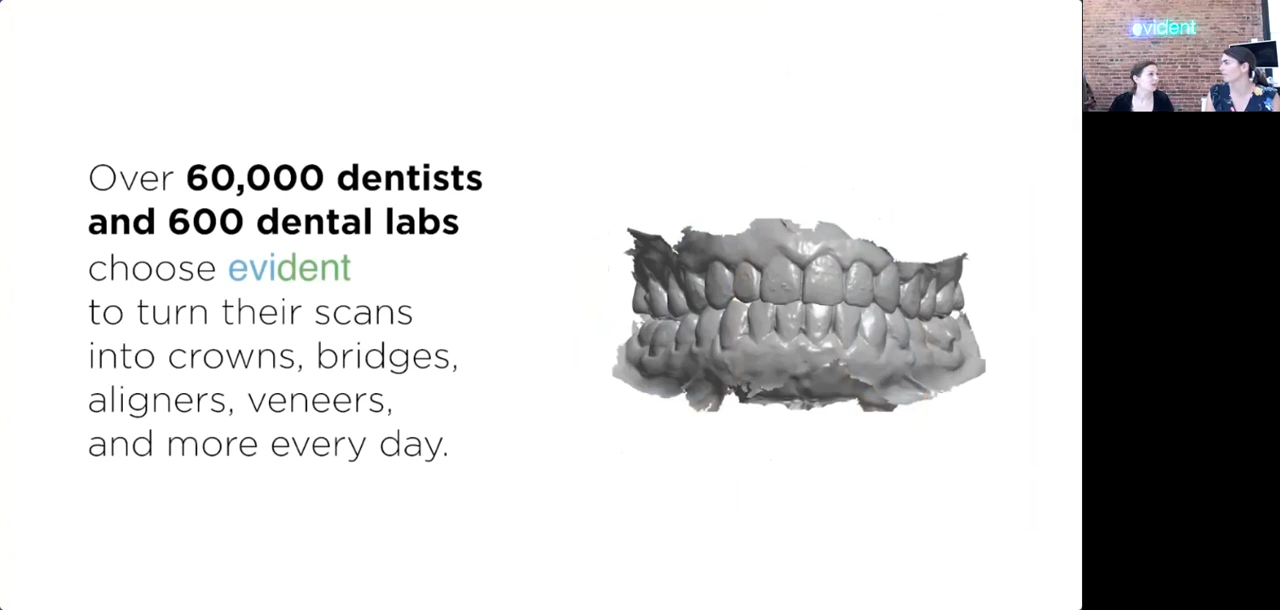 Over 60,000 dentists
and 600 dental labs
choose evident
to turn their scans
into crowns, bridges,
aligners, veneers,
and more every day.
evident